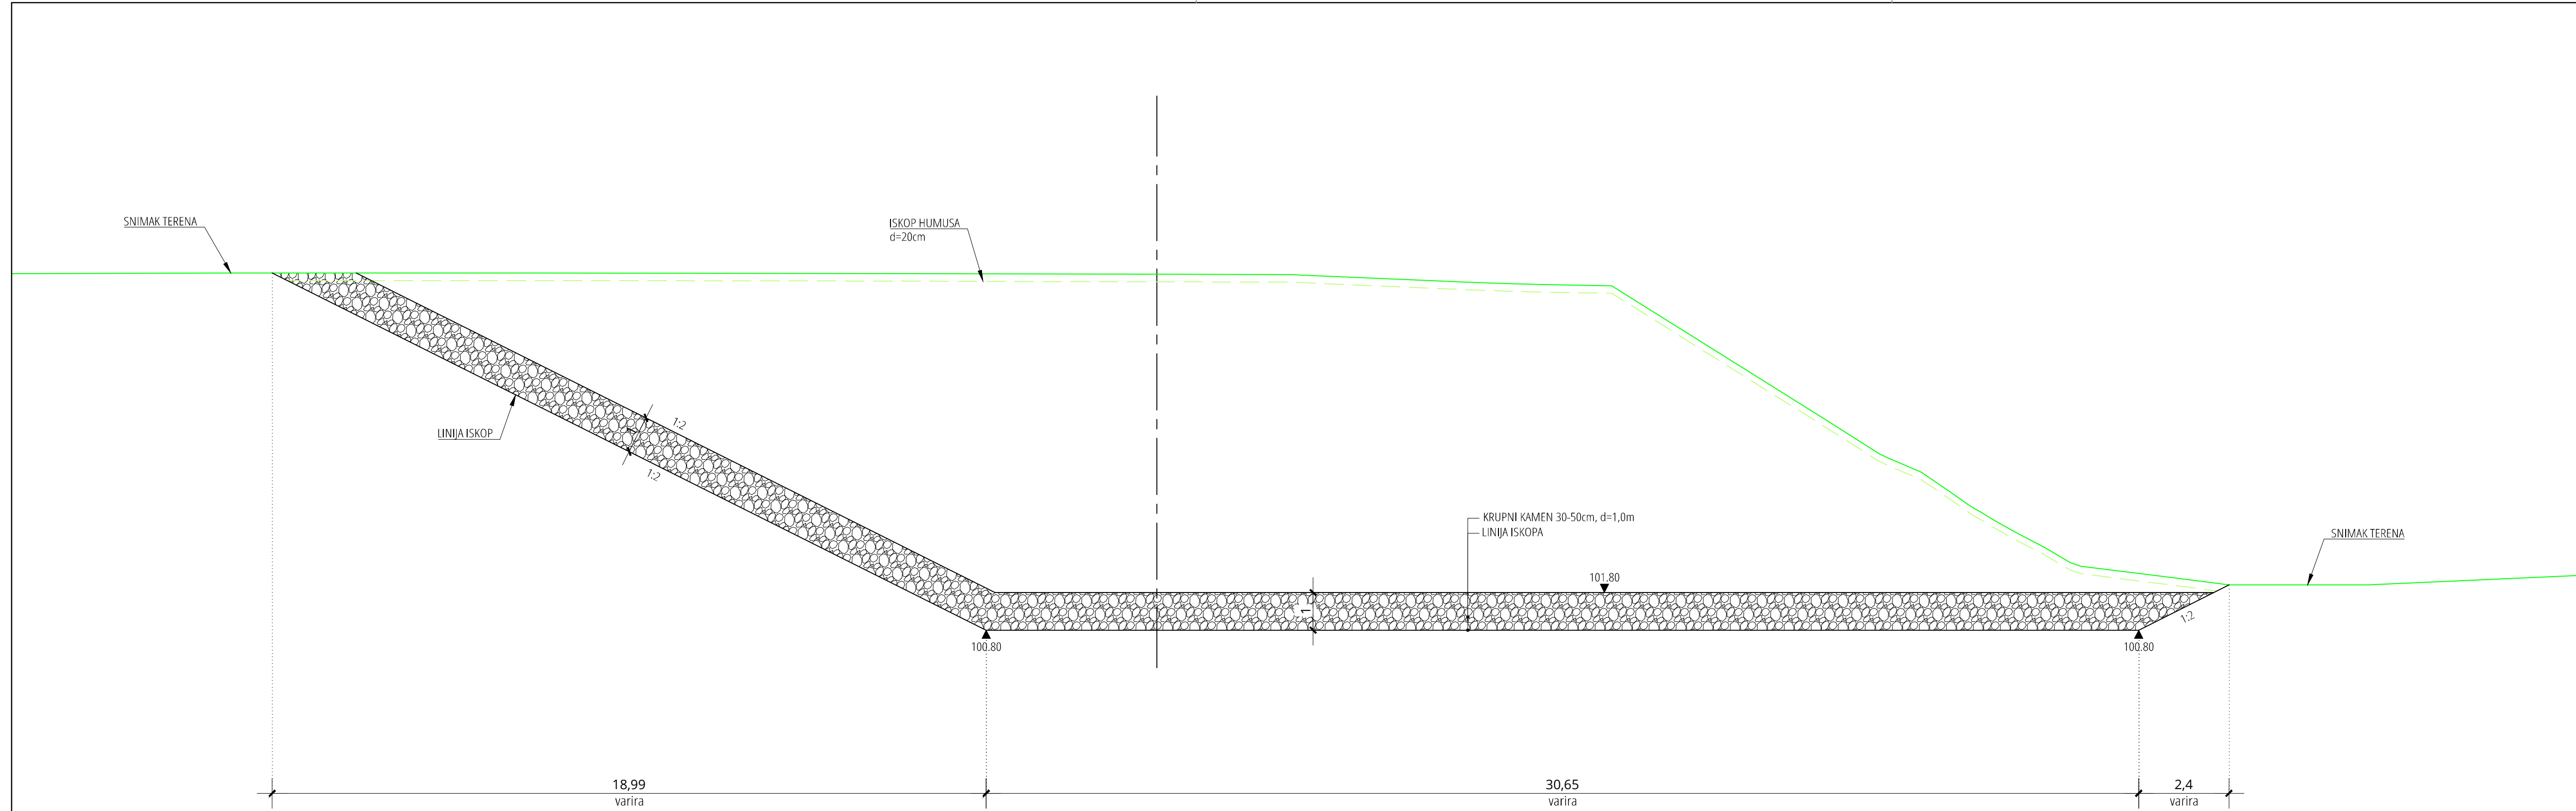 SNIMAK TERENA
ISKOP HUMUSA
d=20cm
1:2
1
1:2
LINIJA ISKOP
KRUPNI KAMEN 30-50cm, d=1,0m
LINIJA ISKOPA
SNIMAK TERENA
101.80
1
1:2
100.80
100.80
18,99
varira
30,65
varira
2,4
varira